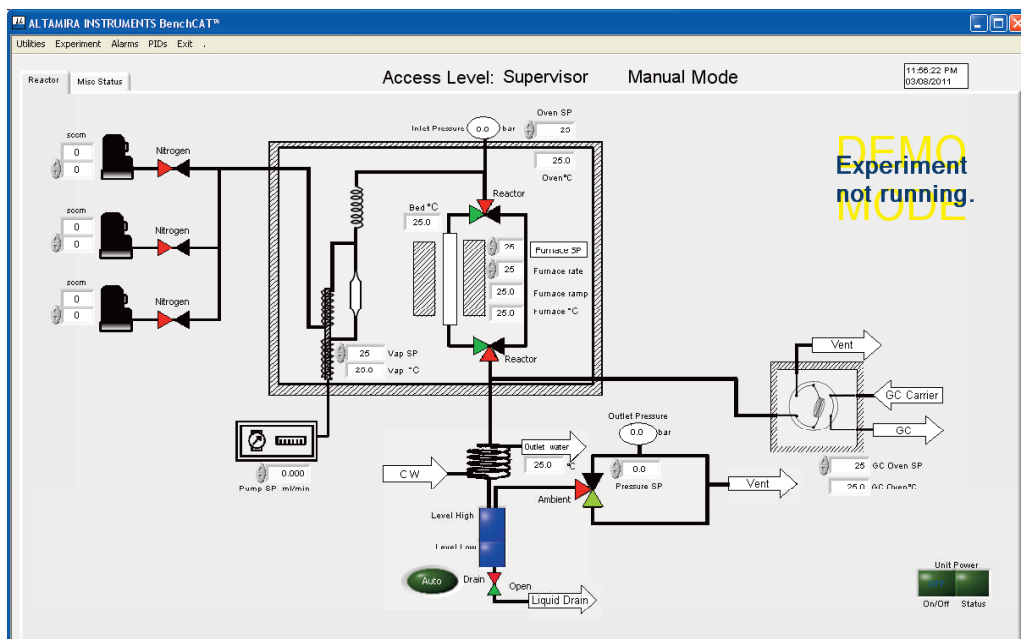 ALTAMIRA INSTRUMENTS BenchCAT™
Utilities Experiment Alarms PIDs Exit .
Reactor Misc Status
Access Level: Supervisor Manual Mode
11:56:22 PM
03/08/2011
DEMO
MODE
Experiment
not running.
sccm
0
0
Nitrogen
sccm
0
0
Nitrogen
sccm
0
0
Nitrogen
Inlet Pressure 0.0 bar
Oven SP
25
25.0
Oven°C
Reactor
Bed °C
25.0
25 Furnace SP
25 Furnace rate
25.0 Furnace ramp
25.0 Furnace °C
Reactor
25 Vap SP
25.0 Vap °C
0.000
Pump SP ml/min
Vent
GC Carrier
GC
25 GC Oven SP
25.0 GC Oven°C
Outlet Pressure
0.0 bar
Outlet water
25.0 °C
CW
0.0
Pressure SP
Ambient
Vent
Level High
Level Low
Auto
Drain
Open
Liquid Drain
Unit Power
On/Off Status